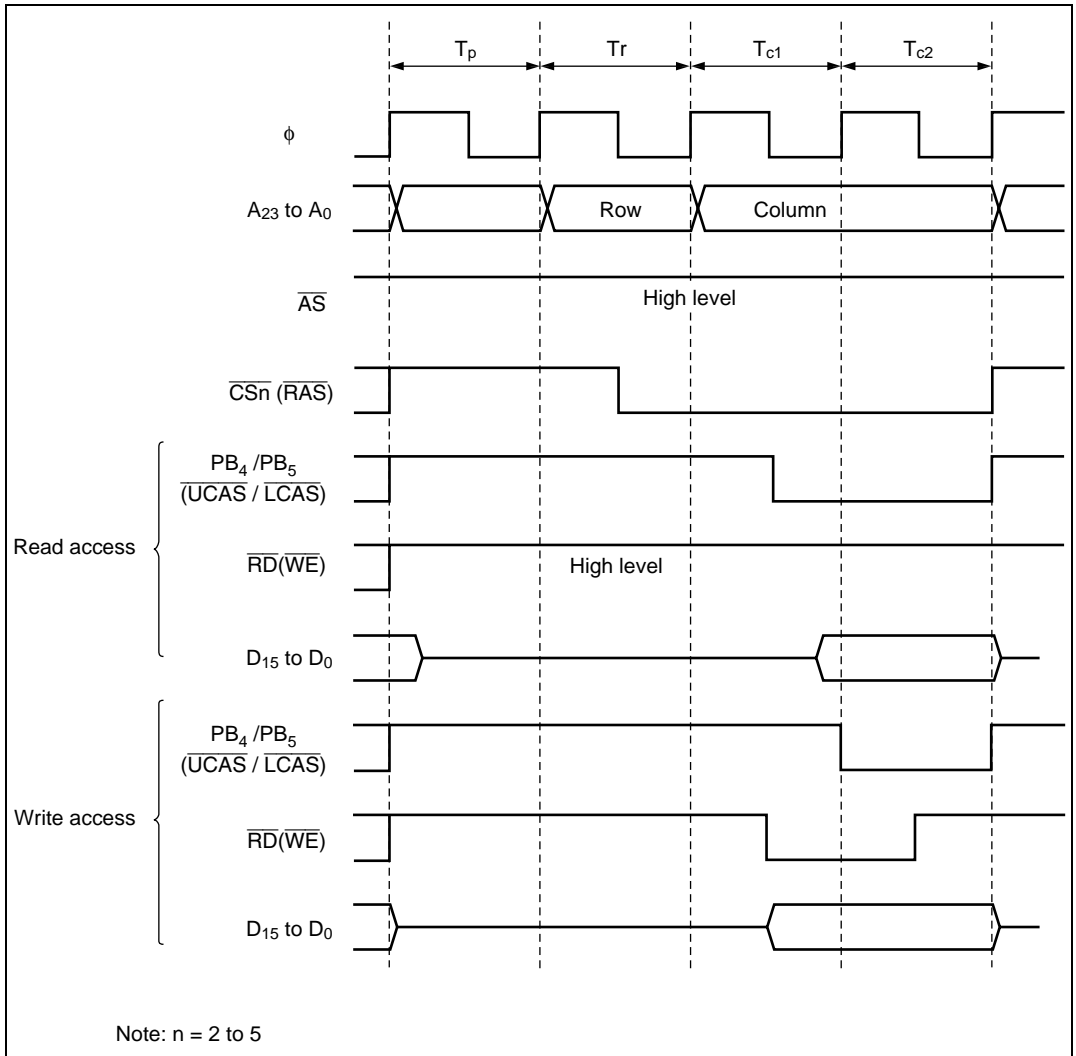 Tp Tr Tc1 Tc2
φ
A23 to A0 Row Column
AS High level
CSn (RAS)
Read access
PB4 /PB5
(UCAS / LCAS)
RD(WE) High level
D15 to D0
Write access
PB4 /PB5
(UCAS / LCAS)
RD(WE)
D15 to D0
Note: n = 2 to 5